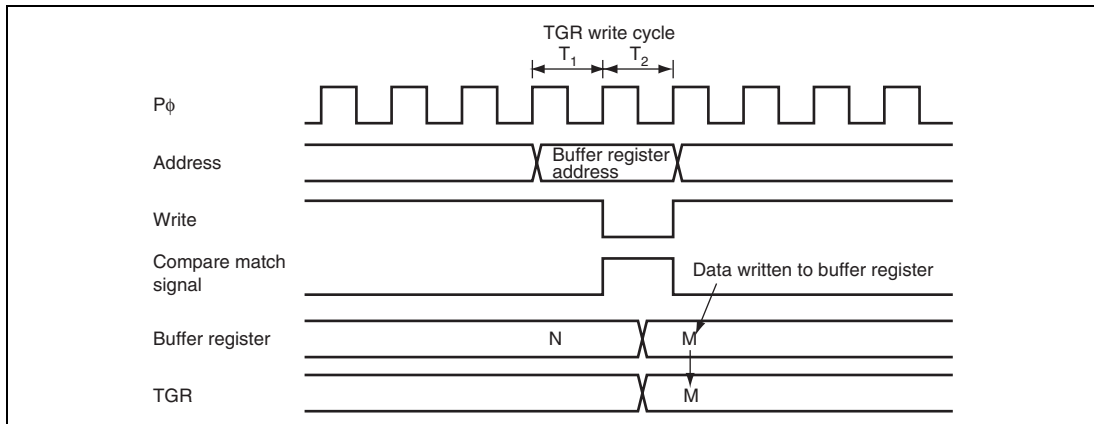 TGR write cycle
T1 T2
Pϕ
Address
Buffer register
address
Write
Compare match
signal
Data written to buffer register
Buffer register
N
M
TGR
M